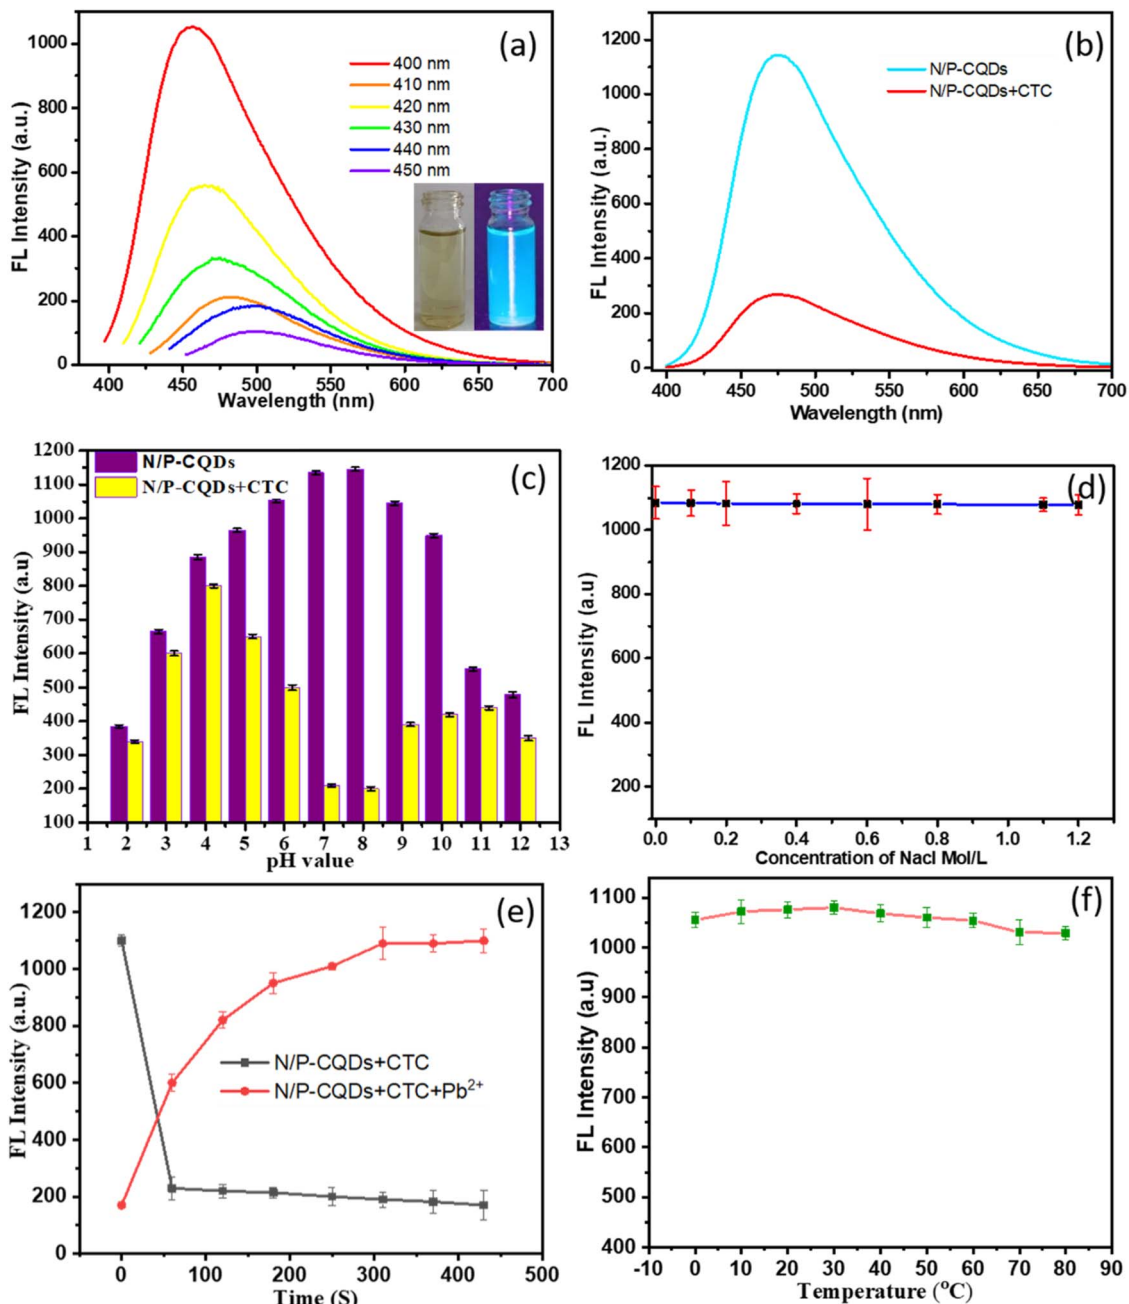 (a)
FL Intensity (a.u.)
1000
800
600
400
200
0
400 nm
410 nm
420 nm
430 nm
440 nm
450 nm
400 450 500 550 600 650 700
Wavelength (nm)
(b)
FL Intensity (a.u.)
1200
1000
800
600
400
200
0
N/P-CQDs
N/P-CQDs+CTC
400 450 500 550 600 650 700
Wavelength (nm)
(c)
FL Intensity (a.u)
1200
1100
1000
900
800
700
600
500
400
300
200
100
N/P-CQDs
N/P-CQDs+CTC
1 2 3 4 5 6 7 8 9 10 11 12 13
pH value
(d)
FL Intensity (a.u)
1200
1000
800
600
400
200
0.0 0.2 0.4 0.6 0.8 1.0 1.2
Concentration of Nacl Mol/L
(e)
FL Intensity (a.u.)
1200
1000
800
600
400
200
0
N/P-CQDs+CTC
N/P-CQDs+CTC+Pb²⁺
0 100 200 300 400 500
Time (S)
(f)
FL Intensity (a.u)
1100
1000
900
800
700
600
500
400
-10 0 10 20 30 40 50 60 70 80 90
Temperature (°C)